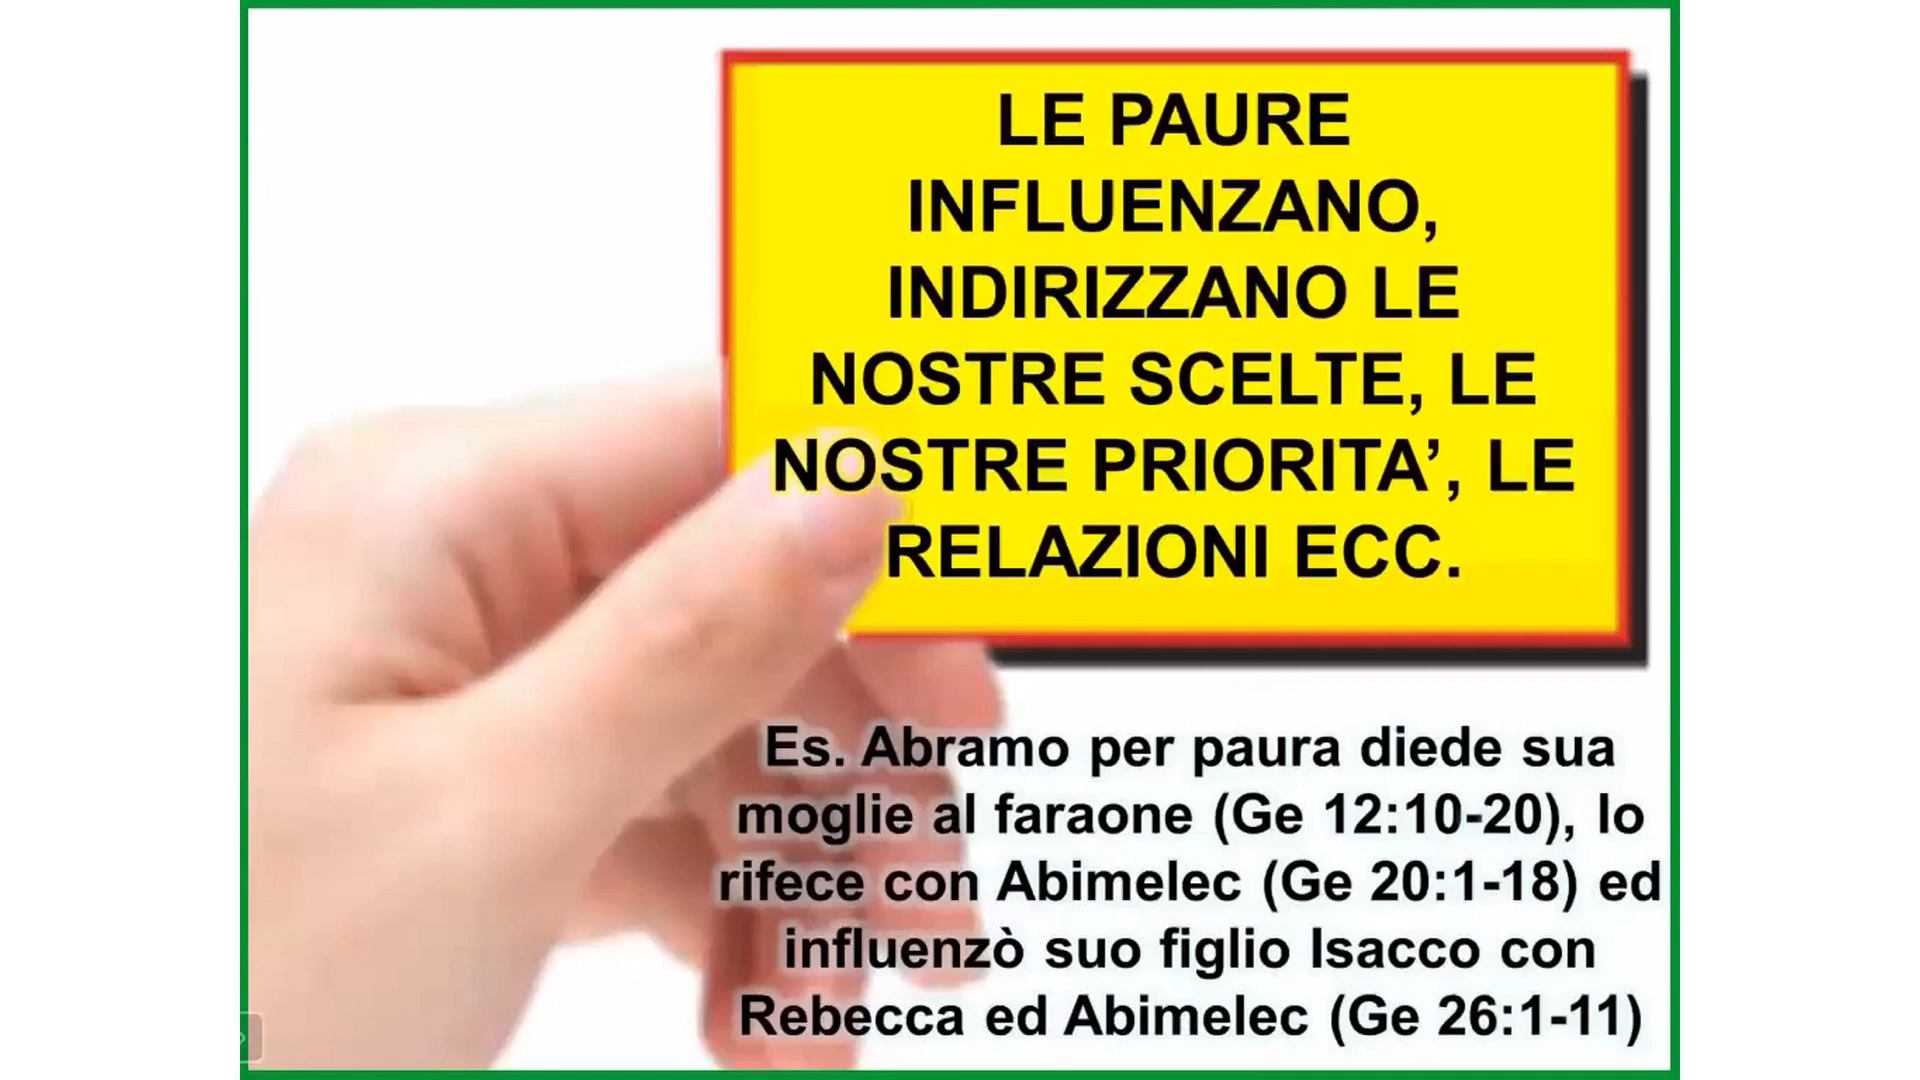 LE PAURE
INFLUENZANO,
INDIRIZZANO LE
NOSTRE SCELTE, LE
NOSTRE PRIORITA’, LE
RELAZIONI ECC.
Es. Abramo per paura diede sua
moglie al faraone (Ge 12:10-20), lo
rifece con Abimelec (Ge 20:1-18) ed
influenzò suo figlio Isacco con
Rebecca ed Abimelec (Ge 26:1-11)